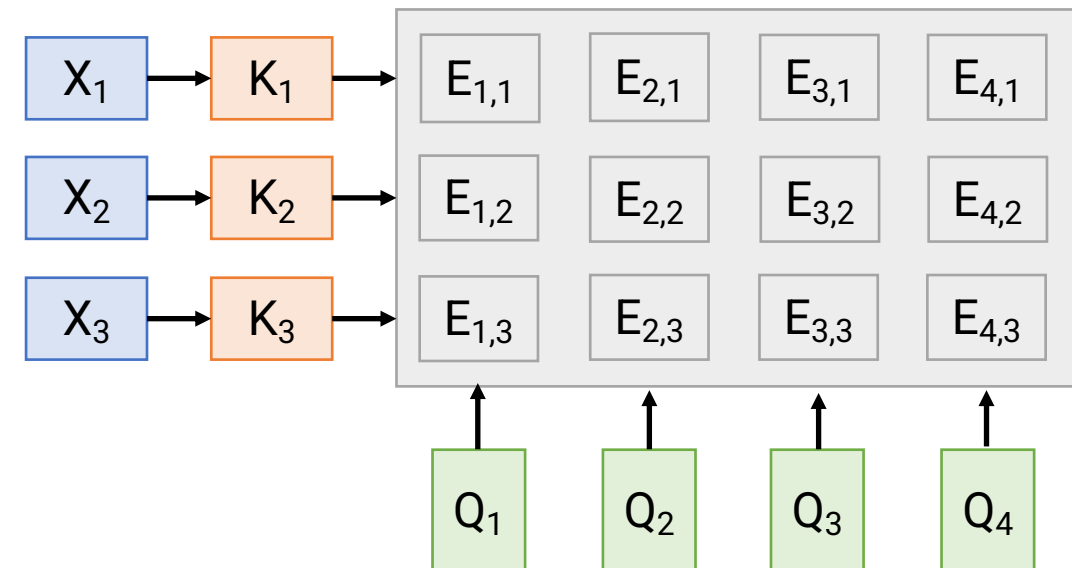 X₁ K₁ E₁,₁ E₂,₁ E₃,₁ E₄,₁
X₂ K₂ E₁,₂ E₂,₂ E₃,₂ E₄,₂
X₃ K₃ E₁,₃ E₂,₃ E₃,₃ E₄,₃
Q₁ Q₂ Q₃ Q₄